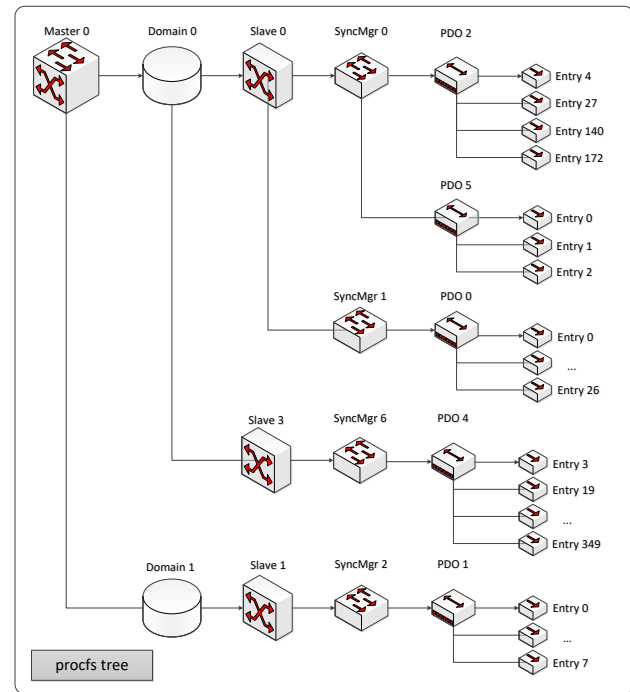 Master 0 Domain 0 Slave 0 SyncMgr 0 PDO 2
Entry 4
Entry 27
Entry 140
Entry 172
PDO 5
Entry 0
Entry 1
Entry 2
SyncMgr 1 PDO 0
Entry 0
...
Entry 26
Slave 3 SyncMgr 6 PDO 4
Entry 3
Entry 19
...
Entry 349
Domain 1 Slave 1 SyncMgr 2 PDO 1
Entry 0
...
Entry 7
procfs tree